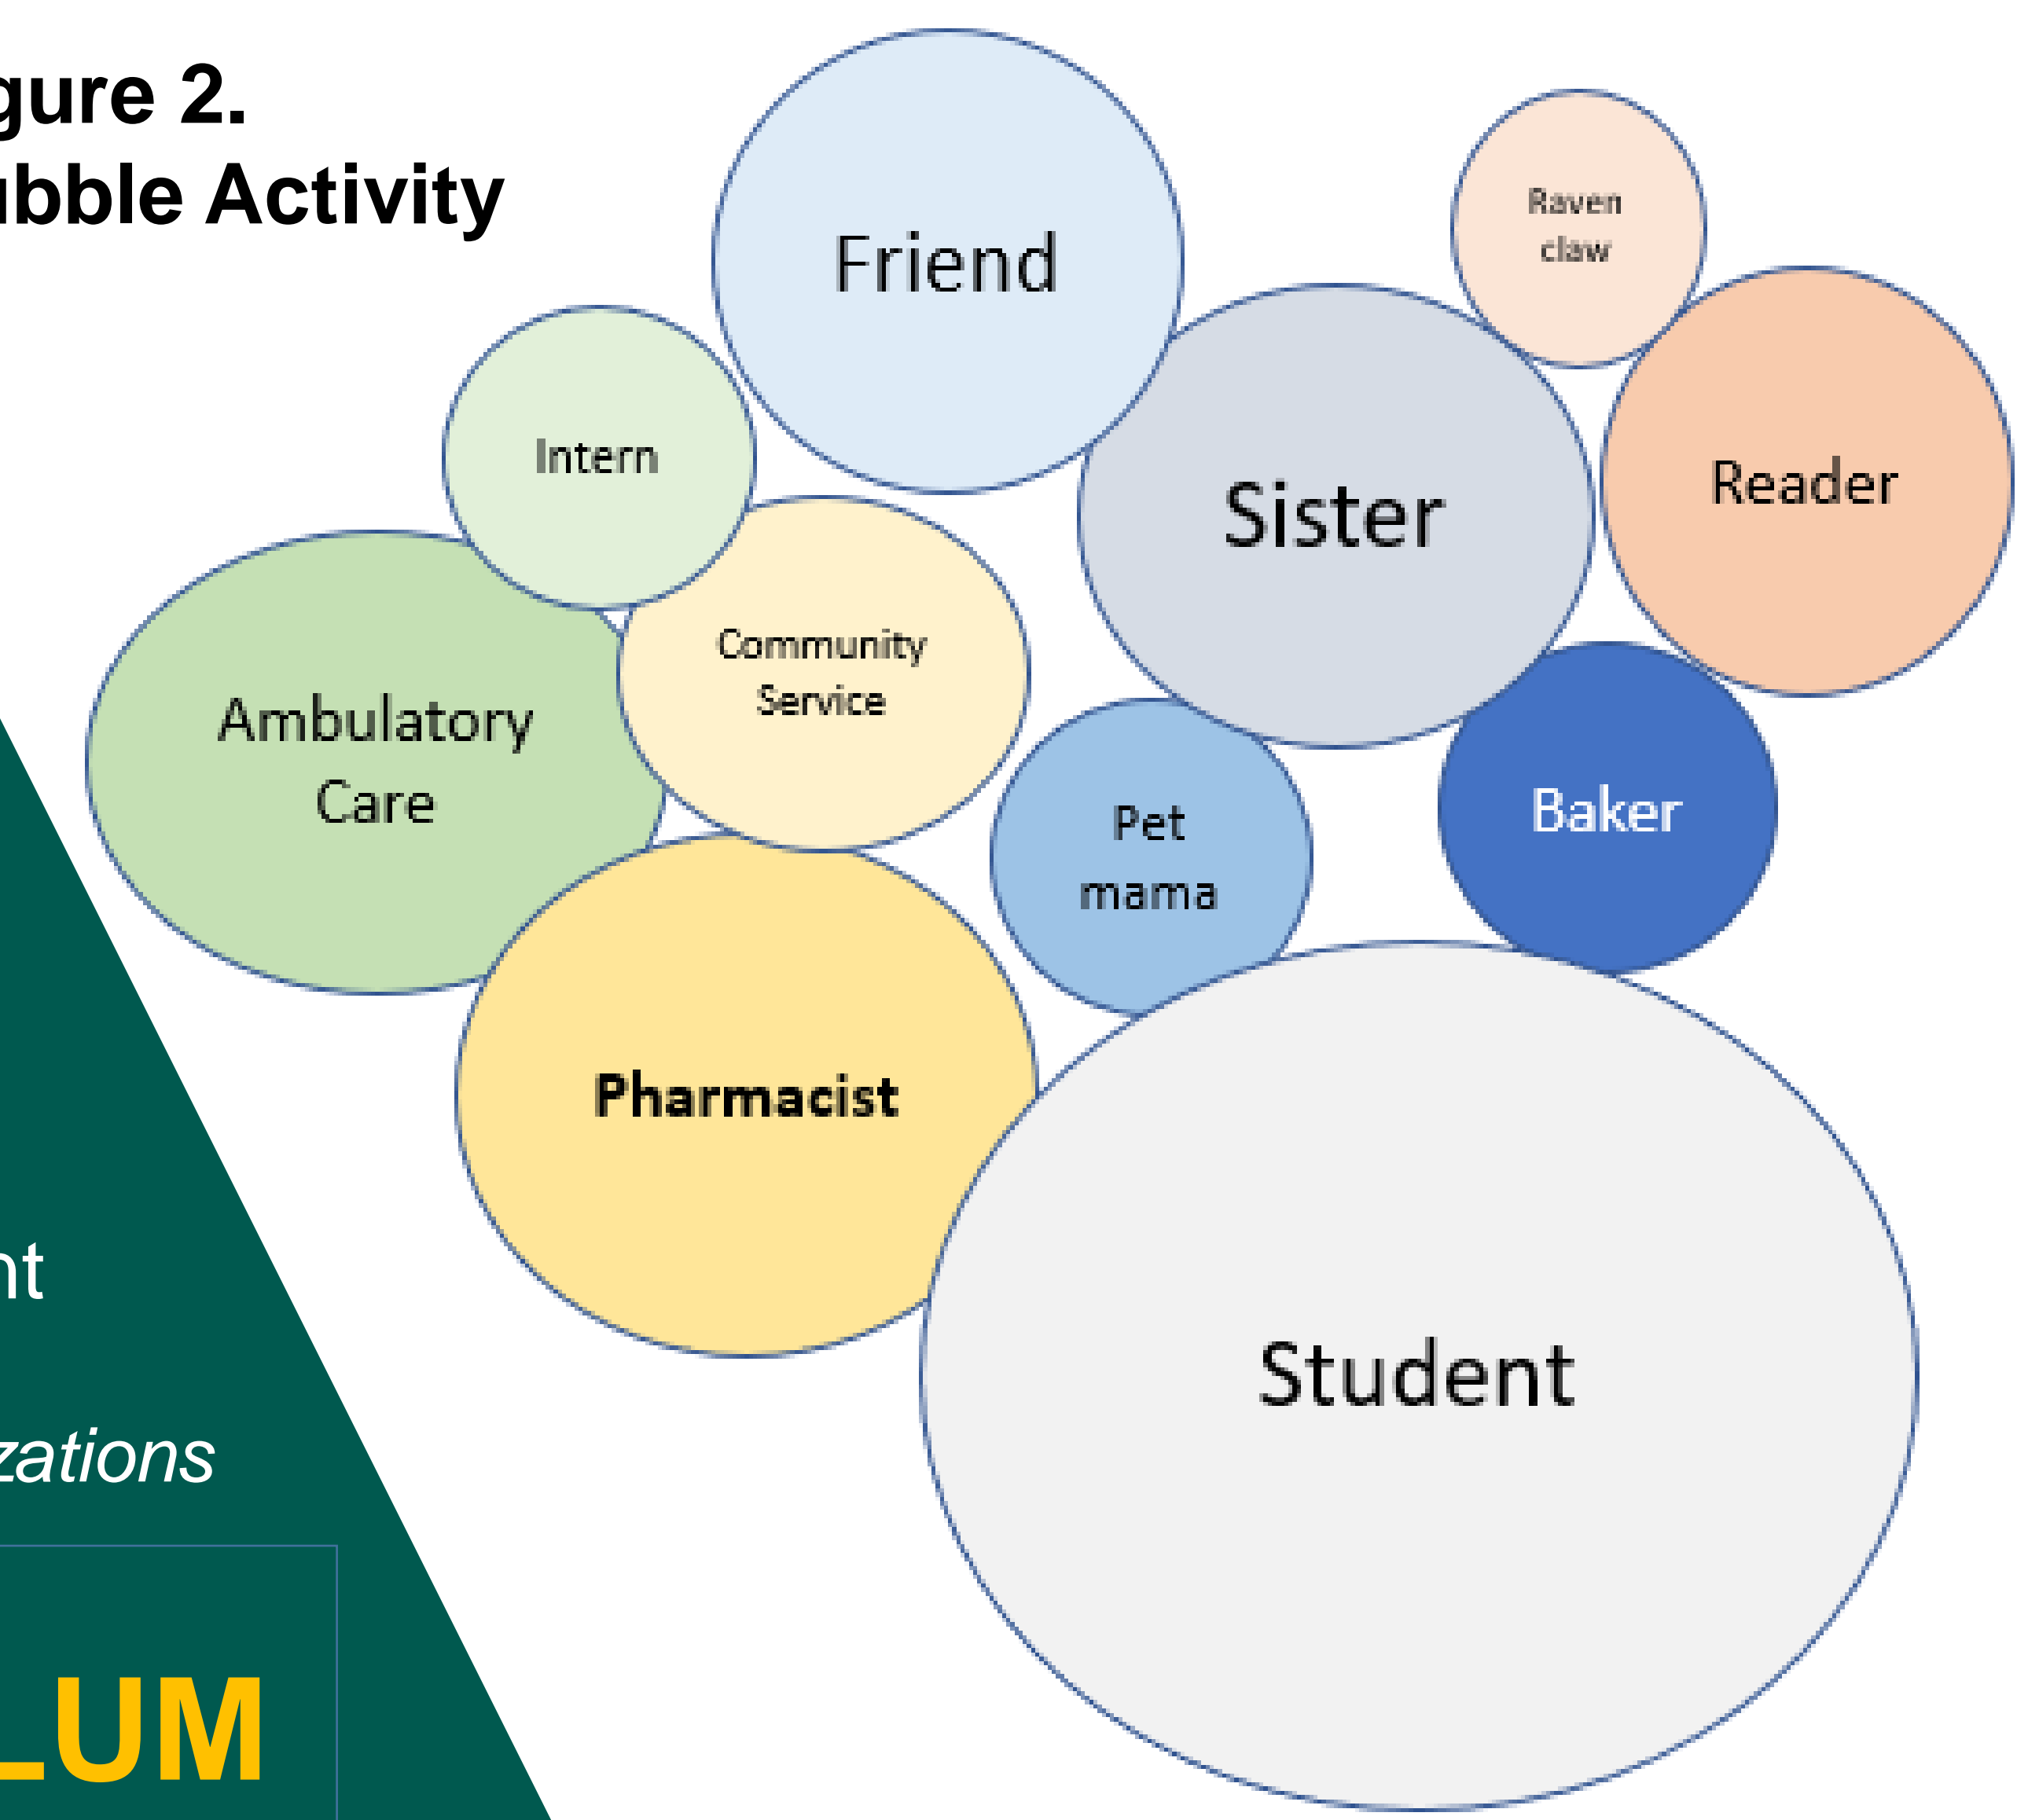 gure 2.
ubble Activity
Friend
Raven
claw
Intern
Sister
Reader
Community
Service
Ambulatory
Care
Pet
mama
Baker
Pharmacist
Student
nt
zations
LUM